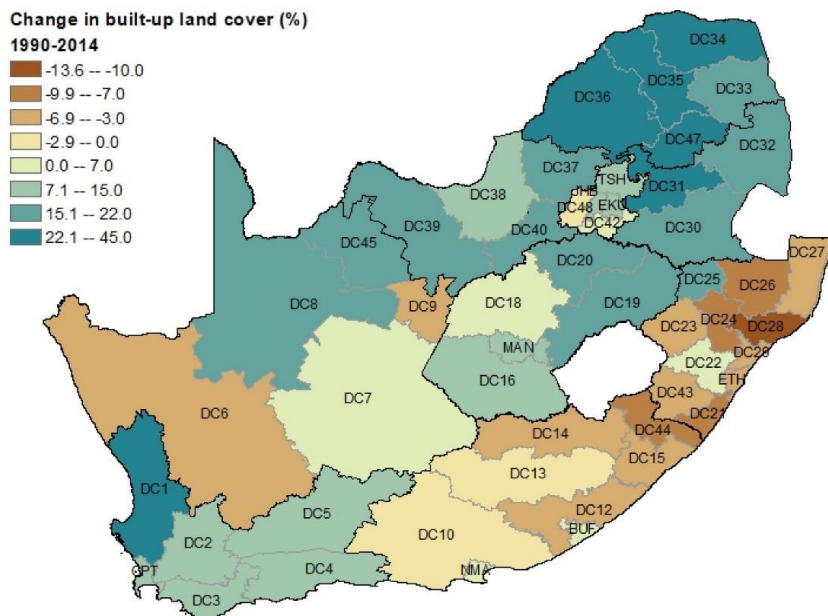 Change in built-up land cover (%)
1990-2014
-13.6 -- -10.0
-9.9 -- -7.0
-6.9 -- -3.0
-2.9 -- 0.0
0.0 -- 7.0
7.1 -- 15.0
15.1 -- 22.0
22.1 -- 45.0
DC34
DC35
DC36
DC33
DC47
DC32
DC37
TSH
DC38
JHB
DC31
DC48
EKU
DC42
DC39
DC40
DC30
DC45
DC20
DC27
DC25
DC26
DC8
DC9
DC18
DC19
DC24
DC28
DC23
MAN
DC29
DC22
DC16
ETH
DC6
DC7
DC43
DC21
DC44
DC14
DC15
DC13
DC1
DC5
DC12
BUF
DC2
DC10
CPT
DC4
NMA
DC3